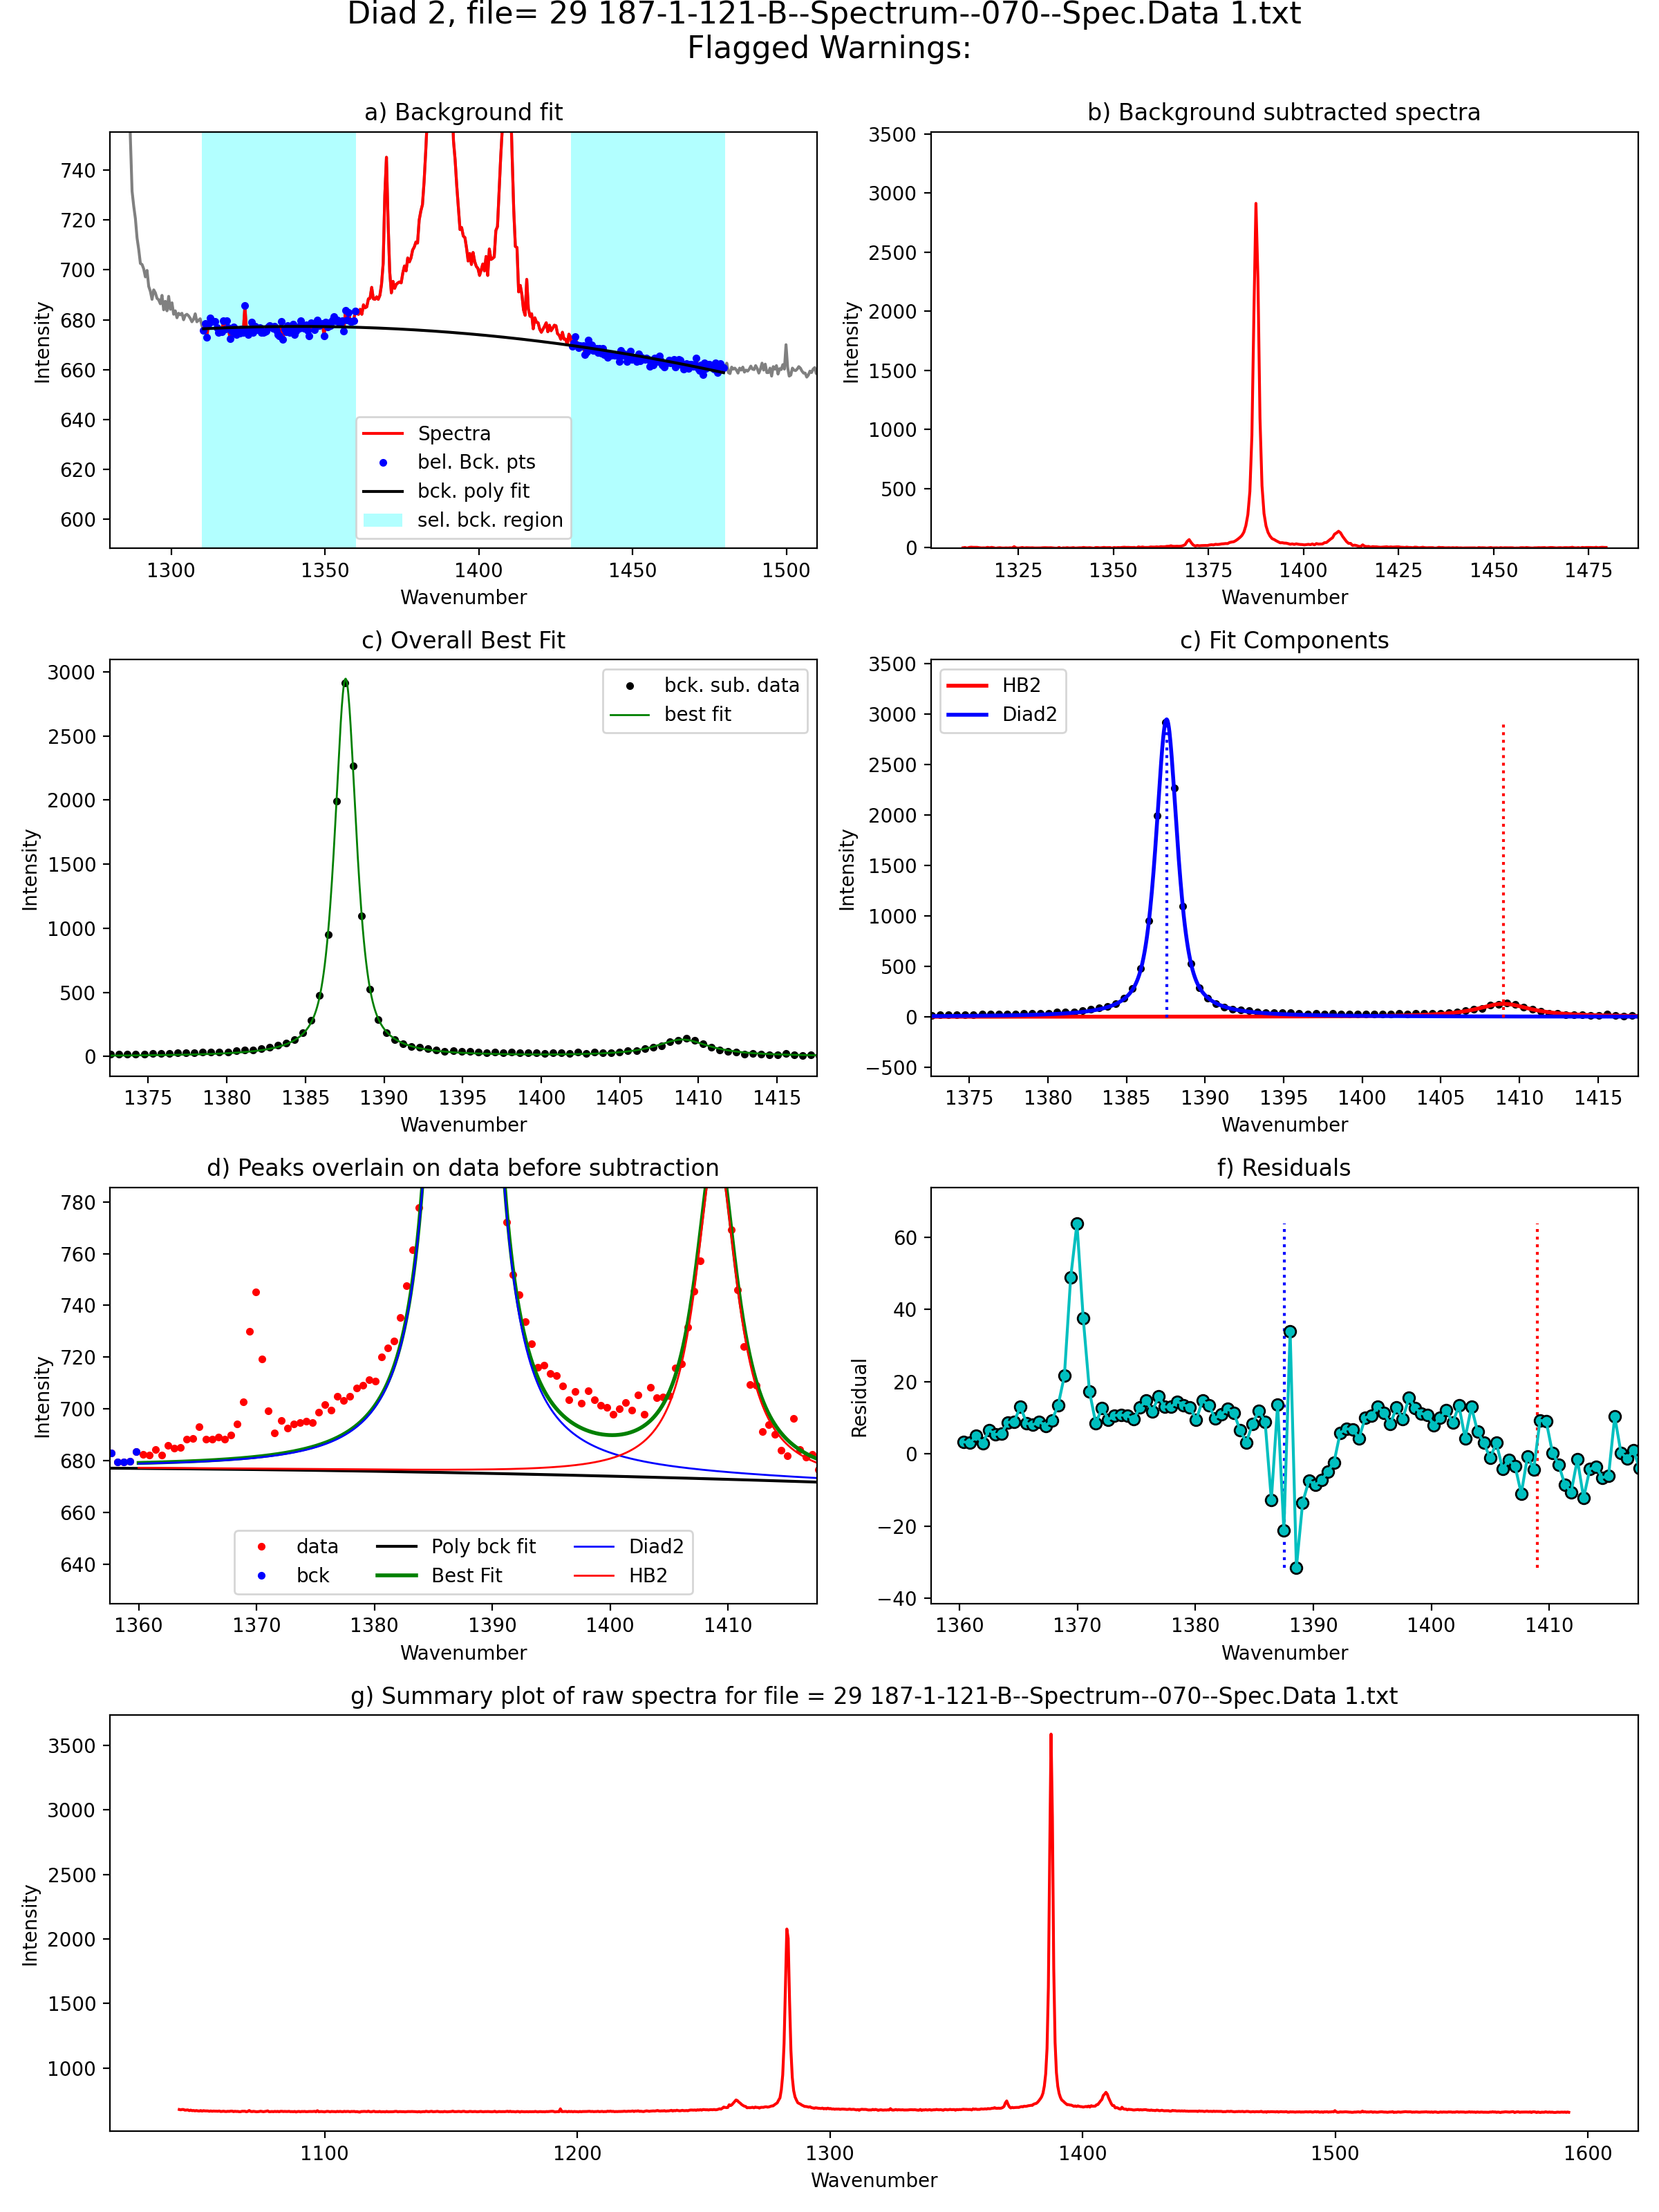 Diad 2, file= 29 187-1-121-B--Spectrum--070--Spec.Data 1.txt
Flagged Warnings:
a) Background fit
740
720
700
680
660
640
620
600
Intensity
Spectra
bel. Bck. pts
bck. poly fit
sel. bck. region
1300 1350 1400 1450 1500
Wavenumber
b) Background subtracted spectra
3500
3000
2500
2000
1500
1000
500
0
Intensity
1325 1350 1375 1400 1425 1450 1475
Wavenumber
c) Overall Best Fit
3000
2500
2000
1500
1000
500
0
Intensity
bck. sub. data
best fit
1375 1380 1385 1390 1395 1400 1405 1410 1415
Wavenumber
c) Fit Components
3500
3000
2500
2000
1500
1000
500
0
−500
Intensity
HB2
Diad2
1375 1380 1385 1390 1395 1400 1405 1410 1415
Wavenumber
d) Peaks overlain on data before subtraction
780
760
740
720
700
680
660
640
Intensity
data
bck
Poly bck fit
Best Fit
Diad2
HB2
1360 1370 1380 1390 1400 1410
Wavenumber
f) Residuals
60
40
20
0
−20
−40
Residual
1360 1370 1380 1390 1400 1410
Wavenumber
g) Summary plot of raw spectra for file = 29 187-1-121-B--Spectrum--070--Spec.Data 1.txt
3500
3000
2500
2000
1500
1000
Intensity
1100 1200 1300 1400 1500 1600
Wavenumber